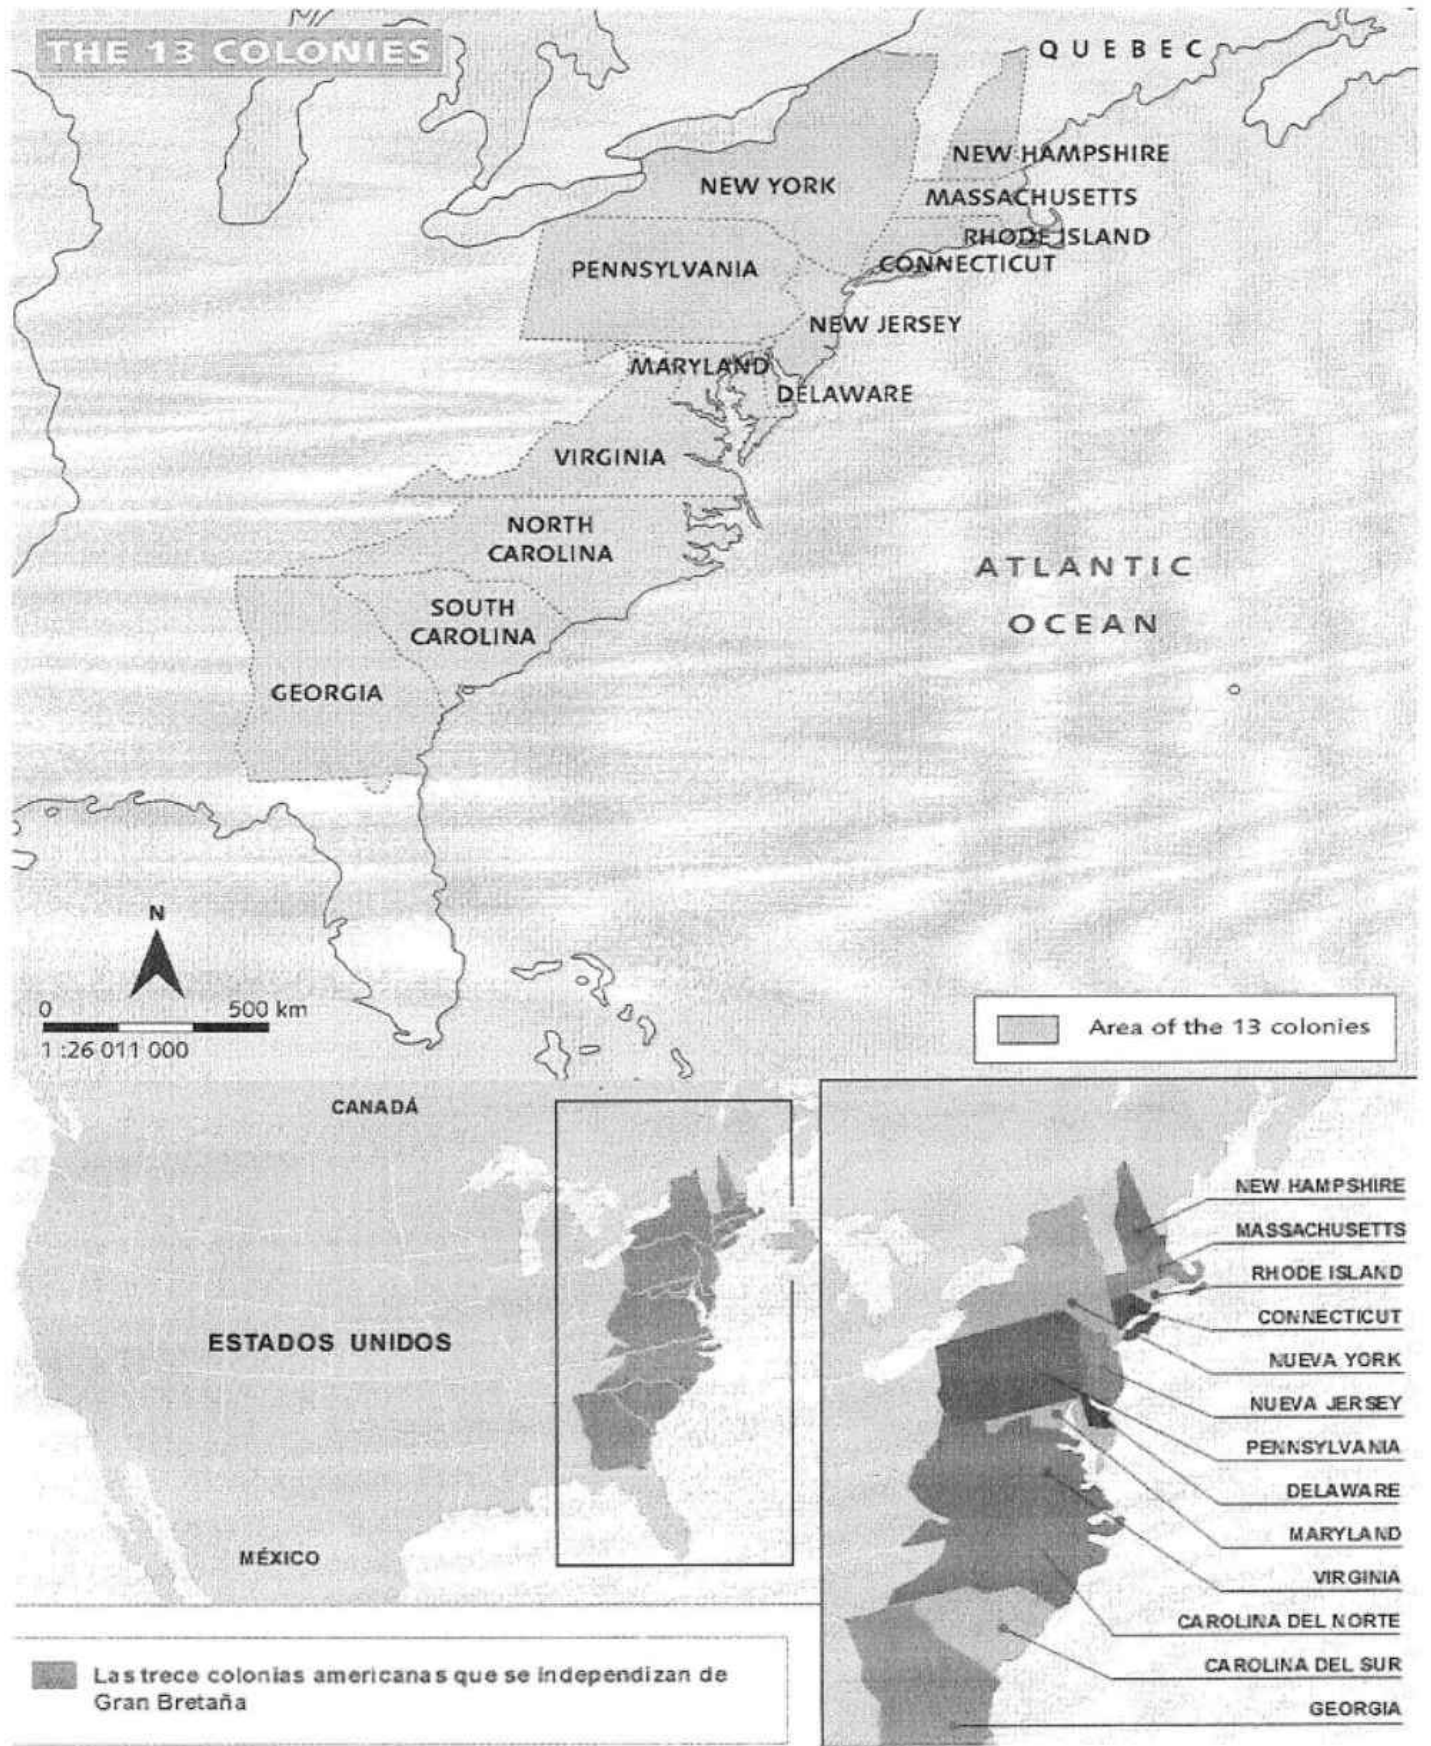 THE 13 COLONIES
QUEBEC
NEW HAMPSHIRE
NEW YORK
MASSACHUSETTS
RHODE ISLAND
CONNECTICUT
PENNSYLVANIA
NEW JERSEY
MARYLAND
DELAWARE
VIRGINIA
NORTH
CAROLINA
ATLANTIC
OCEAN
SOUTH
CAROLINA
GEORGIA
N
0 500 km
1 :26 011 000
Area of the 13 colonies
CANADÁ
ESTADOS UNIDOS
MÉXICO
Las trece colonias americanas que se independizan de
Gran Bretaña
NEW HAMPSHIRE
MASSACHUSETTS
RHODE ISLAND
CONNECTICUT
NUEVA YORK
NUEVA JERSEY
PENNSYLVANIA
DELAWARE
MARYLAND
VIRGINIA
CAROLINA DEL NORTE
CAROLINA DEL SUR
GEORGIA